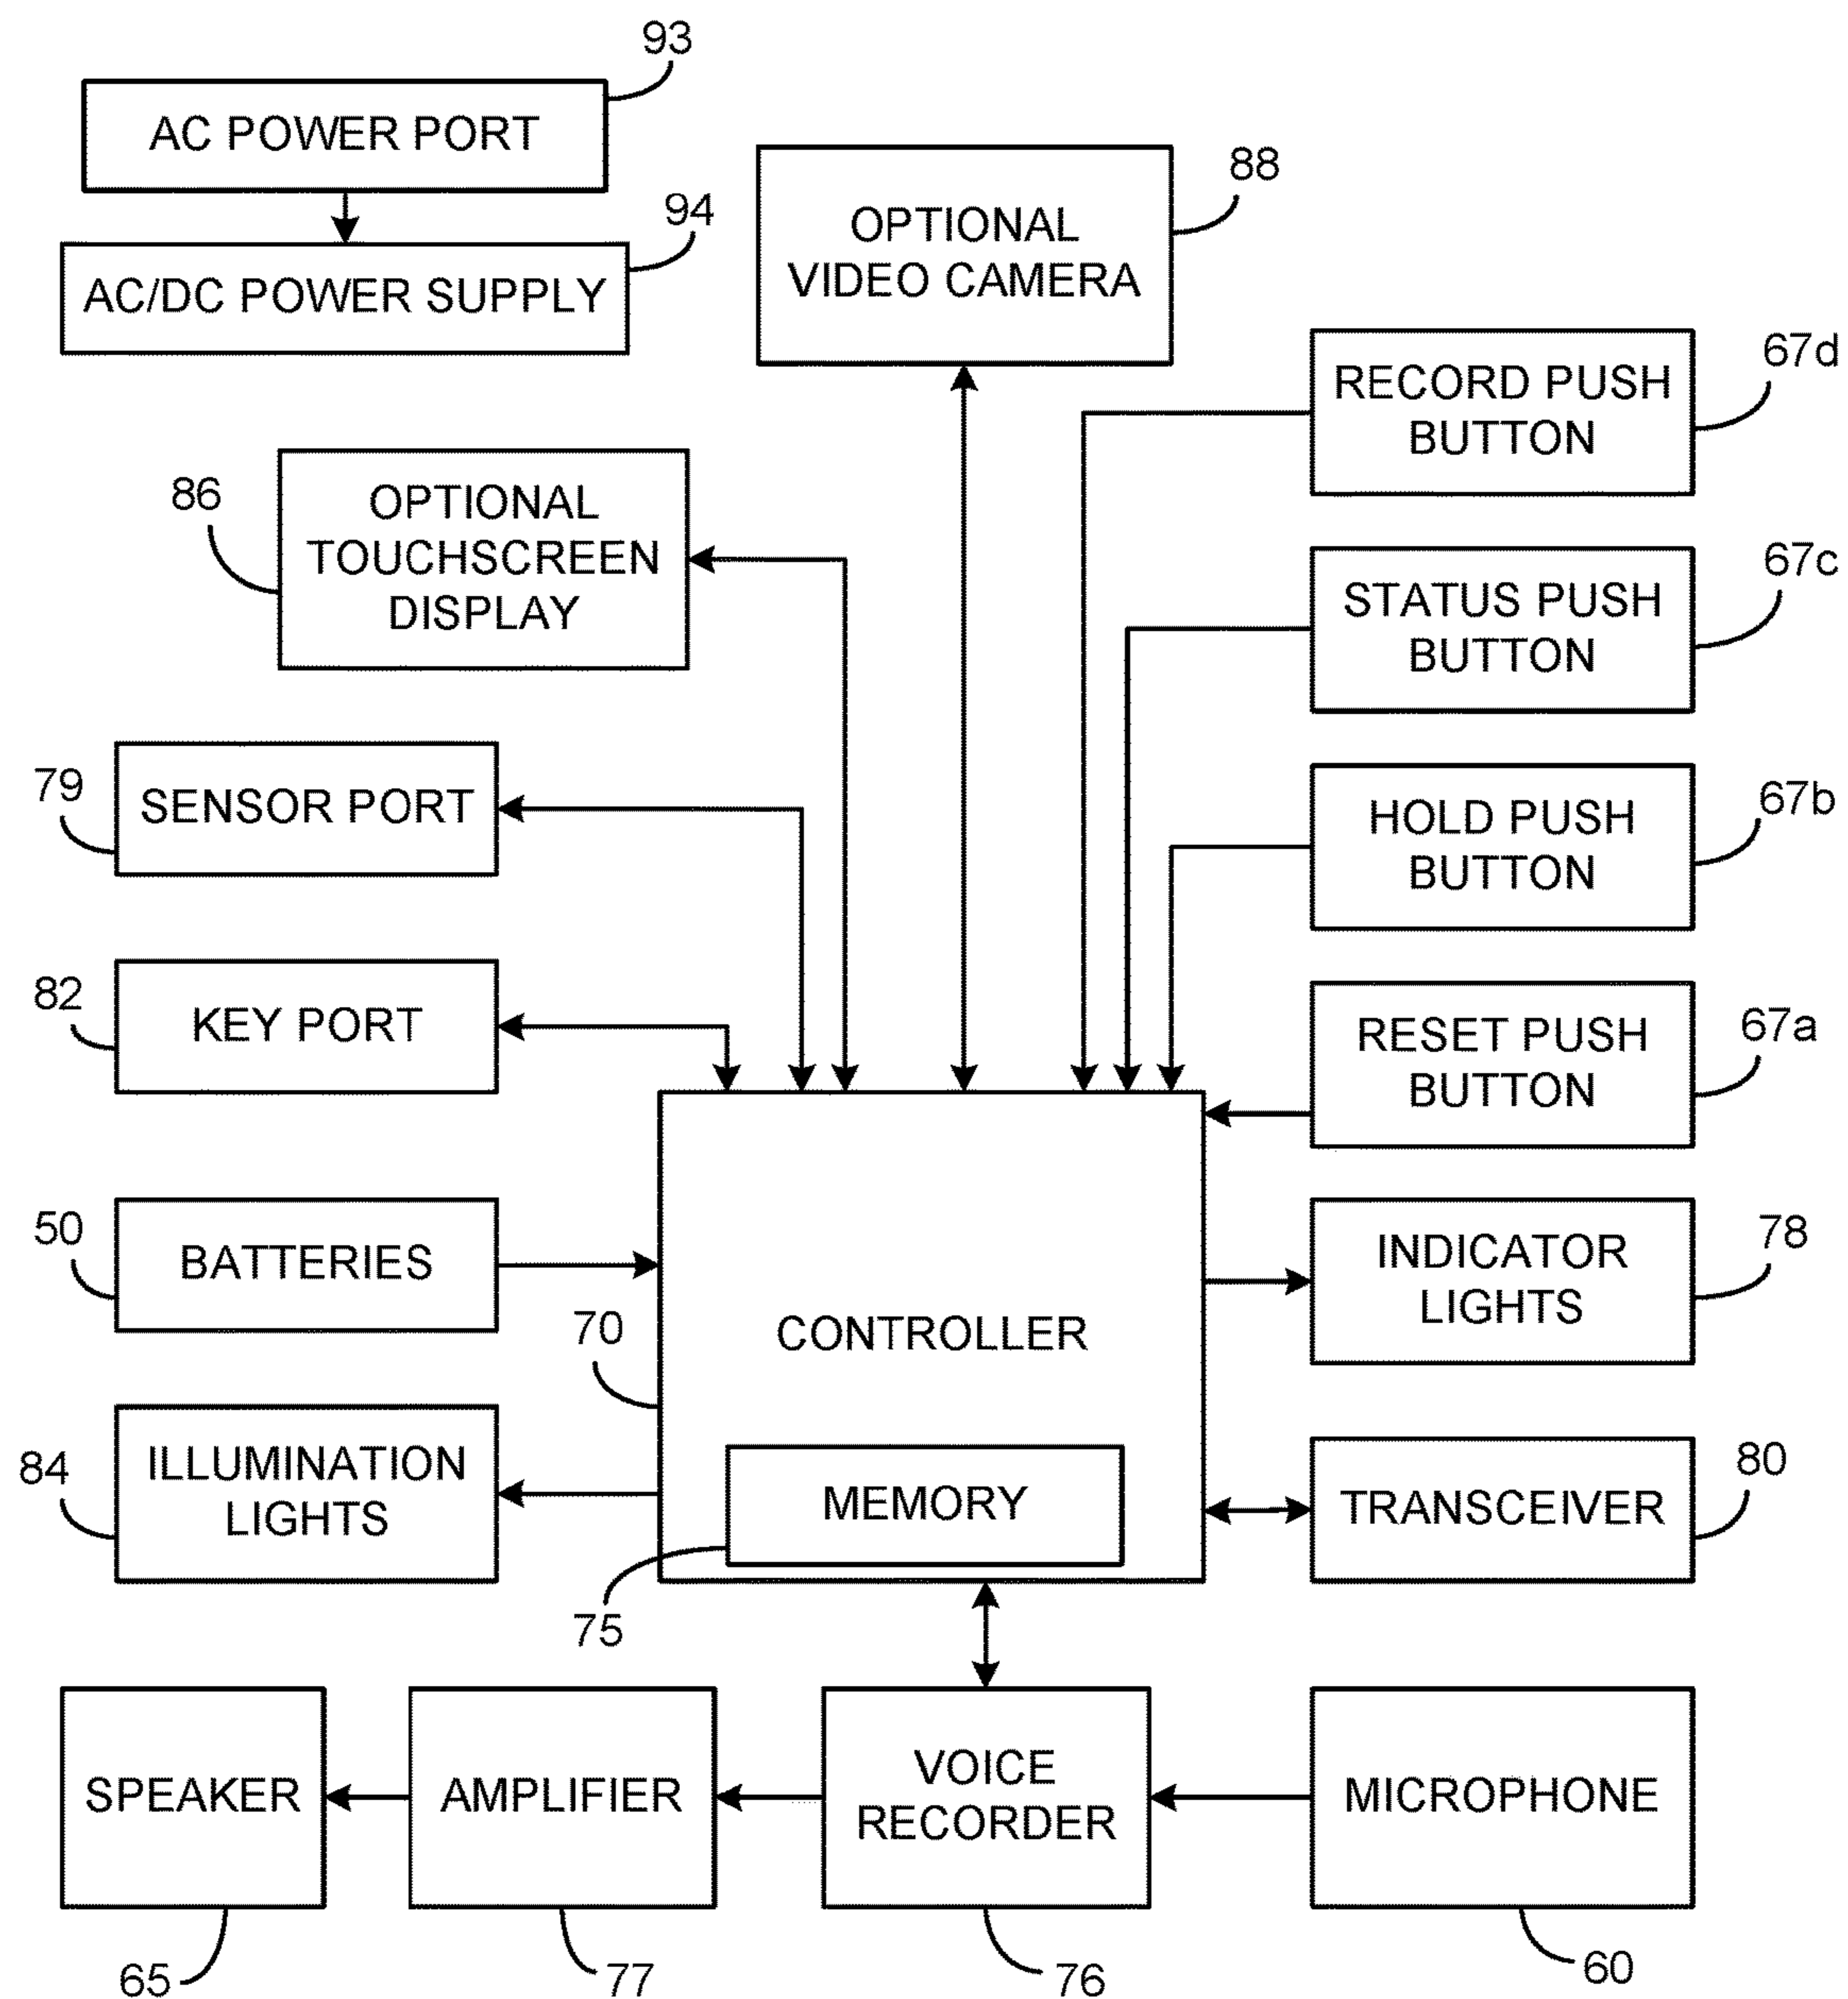 93
AC POWER PORT
94
AC/DC POWER SUPPLY
88
OPTIONAL
VIDEO CAMERA
67d
RECORD PUSH
BUTTON
86
OPTIONAL
TOUCHSCREEN
DISPLAY
67c
STATUS PUSH
BUTTON
79
SENSOR PORT
67b
HOLD PUSH
BUTTON
82
KEY PORT
67a
RESET PUSH
BUTTON
50
BATTERIES
78
INDICATOR
LIGHTS
70
CONTROLLER
84
ILLUMINATION
LIGHTS
MEMORY
75
80
TRANSCEIVER
SPEAKER
AMPLIFIER
VOICE
RECORDER
MICROPHONE
65
77
76
60